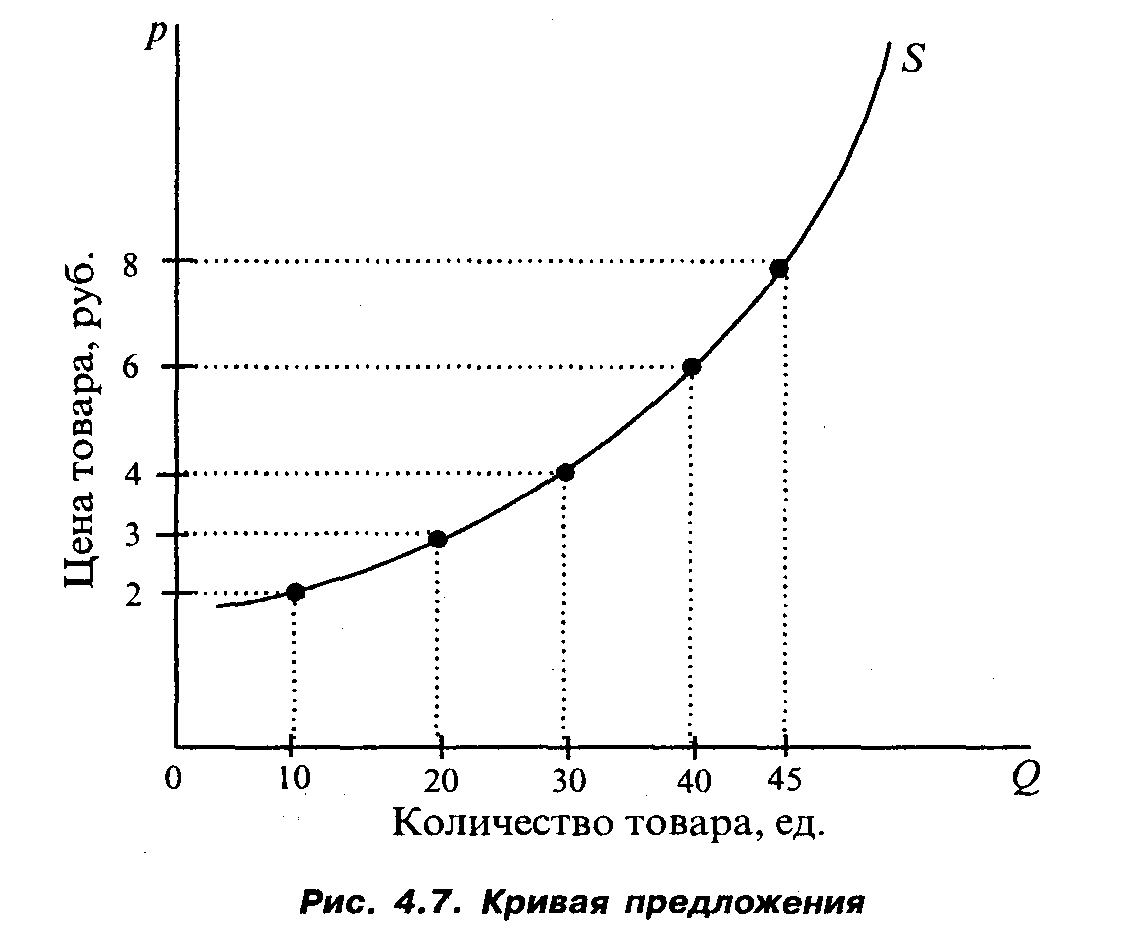 P
S
Цена товара, руб.
8
6
4
3
2
0
10
20
30
40
45
Q
Количество товара, ед.
Рис. 4.7. Кривая предложения